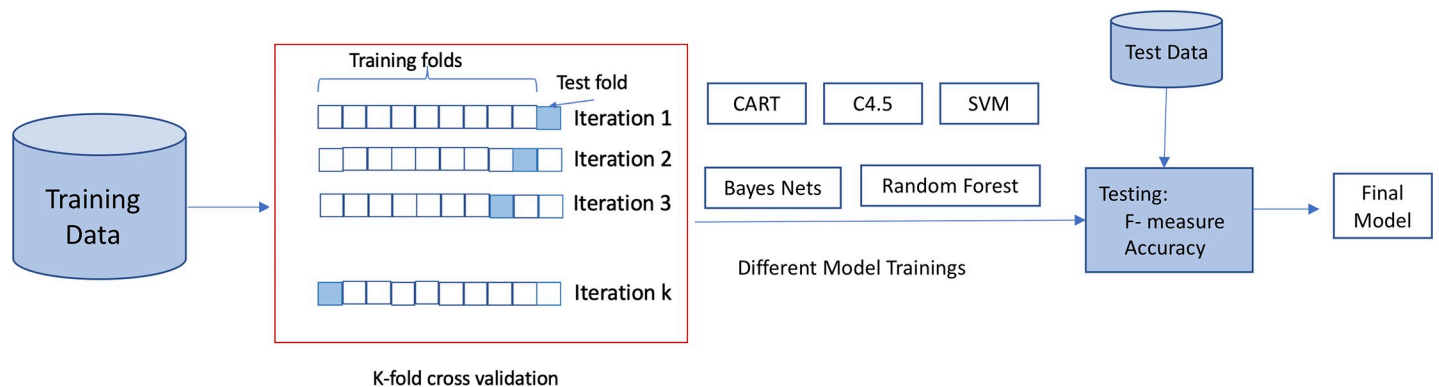 Training
Data
Training folds
Test fold
Iteration 1
Iteration 2
Iteration 3
Iteration k
K-fold cross validation
CART
C4.5
SVM
Bayes Nets
Random Forest
Different Model Trainings
Test Data
Testing:
F- measure
Accuracy
Final
Model